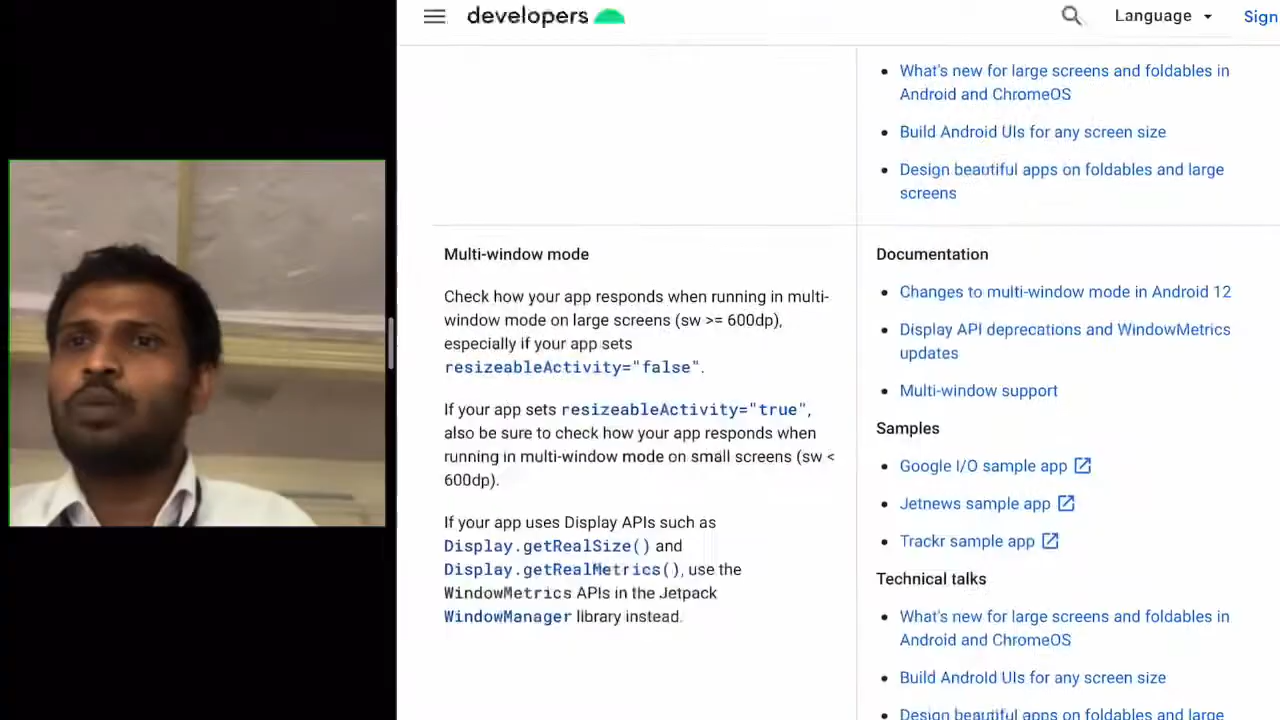 developers
Language
Sign
What's new for large screens and foldables in
Android and ChromeOS
Build Android UIs for any screen size
Design beautiful apps on foldables and large
screens
Multi-window mode
Check how your app responds when running in multi-
window mode on large screens (sw >= 600dp),
especially if your app sets
resizeableActivity="false".
If your app sets resizeableActivity="true",
also be sure to check how your app responds when
running in multi-window mode on small screens (sw <
600dp).
If your app uses Display APIs such as
Display.getRealSize() and
Display.getRealMetrics(), use the
WindowMetrics APIs in the Jetpack
WindowManager library instead.
Documentation
Changes to multi-window mode in Android 12
Display API deprecations and WindowMetrics
updates
Multi-window support
Samples
Google I/O sample app
Jetnews sample app
Trackr sample app
Technical talks
What's new for large screens and foldables in
Android and ChromeOS
Build Android UIs for any screen size
Design beautiful apps on foldables and large